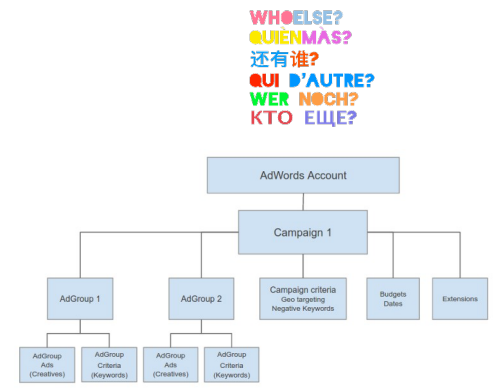 WHOELSE?
QUIÈNMÀS?
还有谁?
QUI D'AUTRE?
WER NOCH?
КТО ЕЩЕ?
AdWords Account
Campaign 1
AdGroup 1
AdGroup 2
Campaign criteria
Geo targeting
Negative Keywords
Budgets
Dates
Extensions
AdGroup
Ads
(Creatives)
AdGroup
Criteria
(Keywords)
AdGroup
Ads
(Creatives)
AdGroup
Criteria
(Keywords)